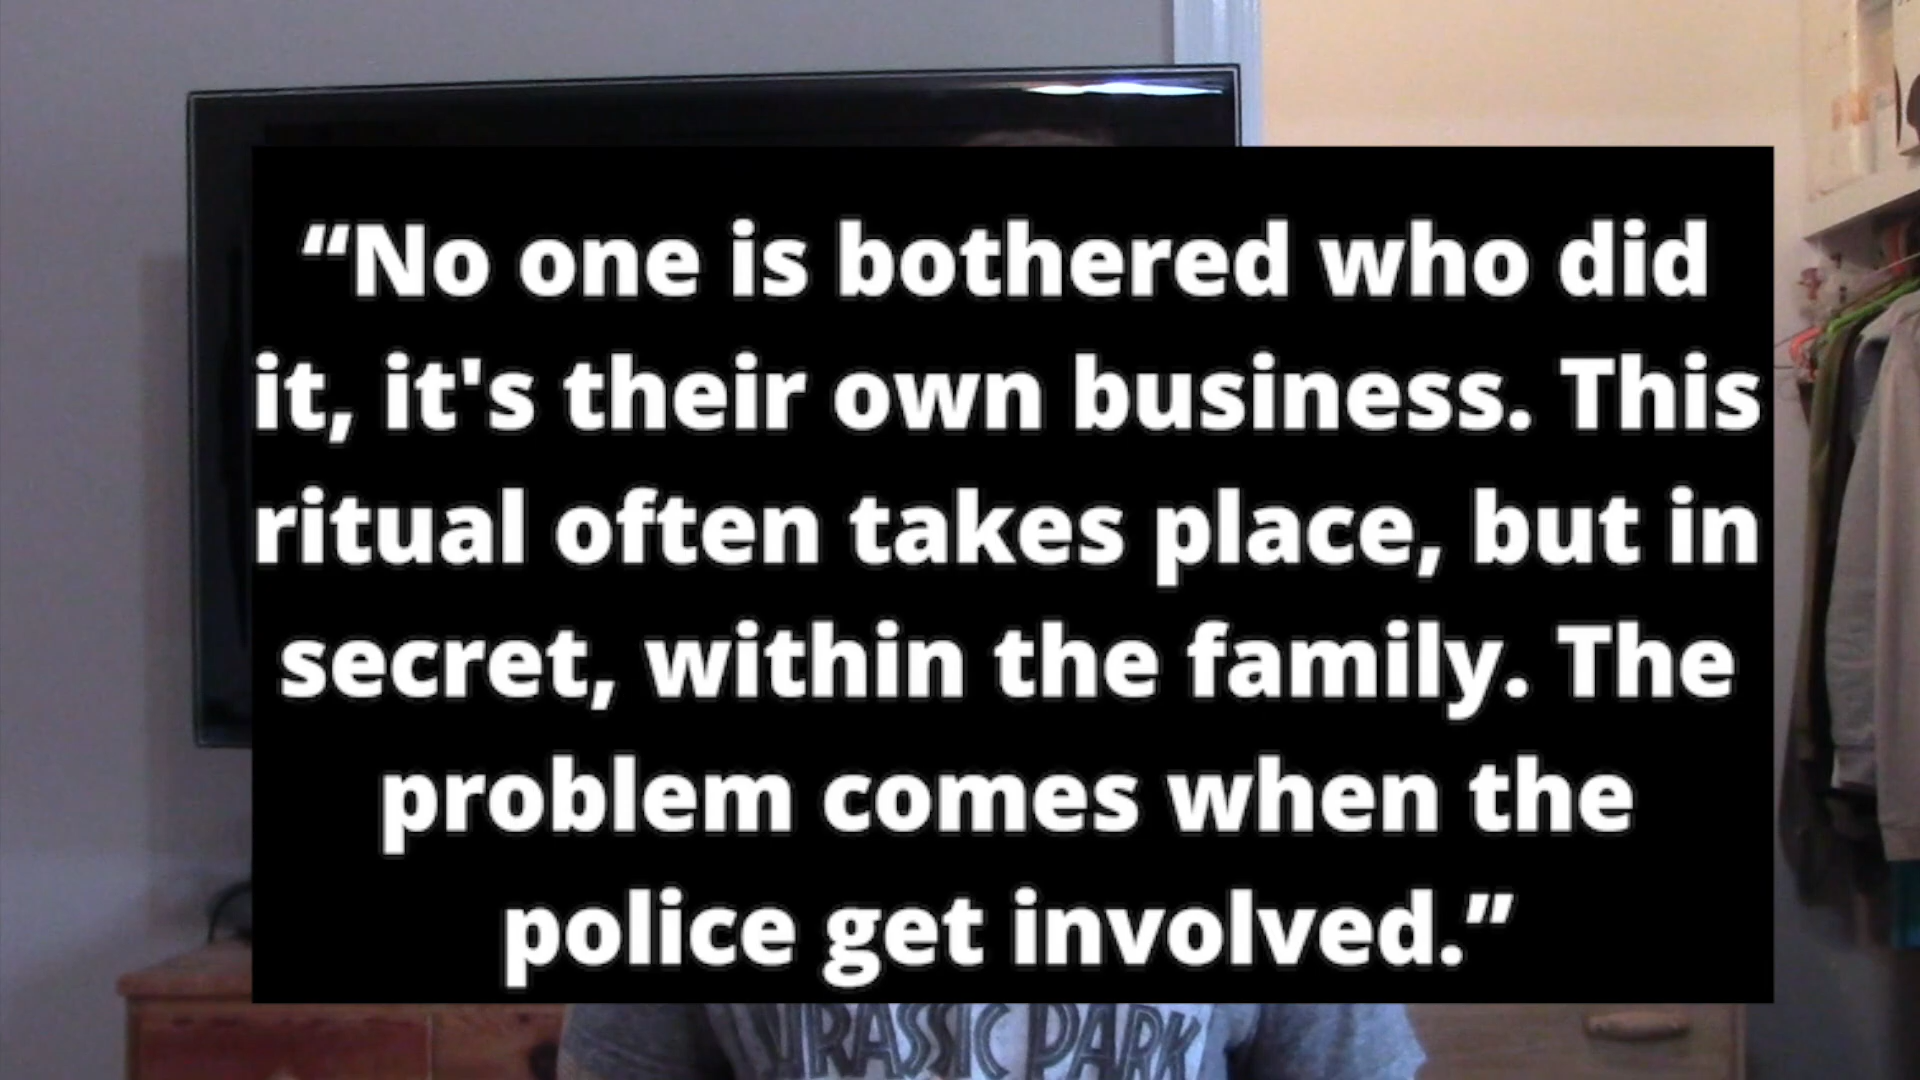 “No one is bothered who did
it, it's their own business. This
ritual often takes place, but in
secret, within the family. The
problem comes when the
police get involved.”
JURASSIC PARK